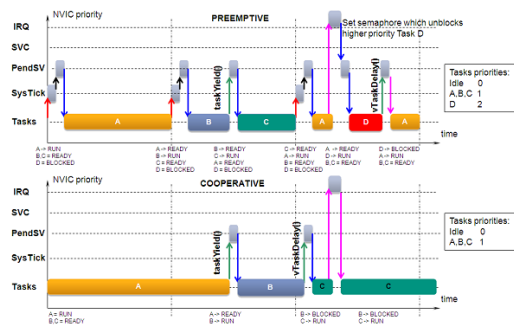 NVIC priority
PREEMPTIVE
IRQ
SVC
PendSV
SysTick
Tasks
Set semaphore which unblocks
higher priority Task D
taskYield()
vTaskDelay()
Tasks priorities:
Idle 0
A,B,C 1
D 2
A
B
C
A
D
A
time
A -> RUN
B,C = READY
D = BLOCKED
A -> READY
B -> RUN
C = READY
D = BLOCKED
B -> READY
C -> RUN
A = READY
D = BLOCKED
C -> READY
A -> RUN
B = READY
D = BLOCKED
A -> READY
D -> RUN
B,C = READY
D -> BLOCKED
A -> RUN
B,C = READY
NVIC priority
COOPERATIVE
IRQ
SVC
PendSV
SysTick
Tasks
taskYield()
vTaskDelay()
Tasks priorities:
Idle 0
A,B,C 1
A
B
C
C
time
A = RUN
B,C = READY
A -> READY
B -> RUN
B -> BLOCKED
C -> RUN
B -> BLOCKED
C -> RUN